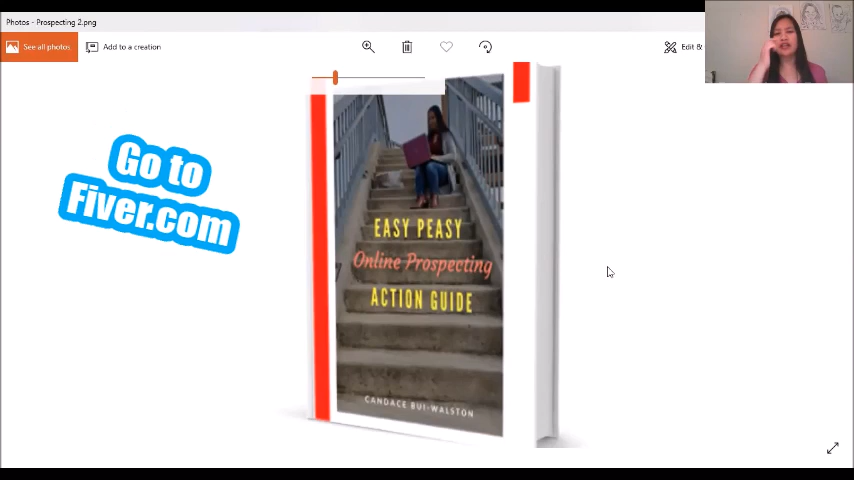 Photos - Prospecting 2.png
See all photos
Add to a creation
Edit &
Go to
Fiver.com
EASY PEASY
Online Prospecting
ACTION GUIDE
CANDACE BUI-WALSTON